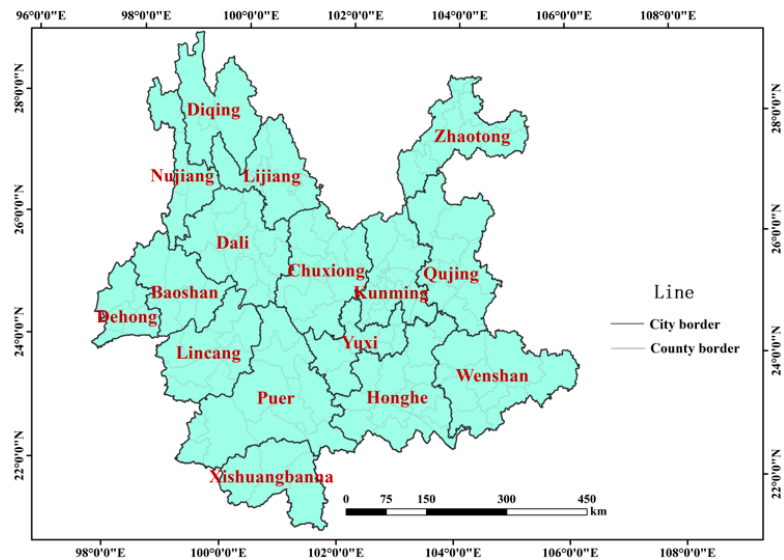 96°0'0"E 98°0'0"E 100°0'0"E 102°0'0"E 104°0'0"E 106°0'0"E 108°0'0"E
28°0'0"N
28°0'0"N
Diqing
Zhaotong
Nujiang
Lijiang
26°0'0"N
26°0'0"N
Dali
Chuxiong
Qujing
Baoshan
Kunming
Dehong
Line
City border
County border
24°0'0"N
24°0'0"N
Lincang
Yuxi
Wenshan
Puer
Honghe
22°0'0"N
22°0'0"N
Xishuangbanna
0 75 150 300 450
km
98°0'0"E 100°0'0"E 102°0'0"E 104°0'0"E 106°0'0"E